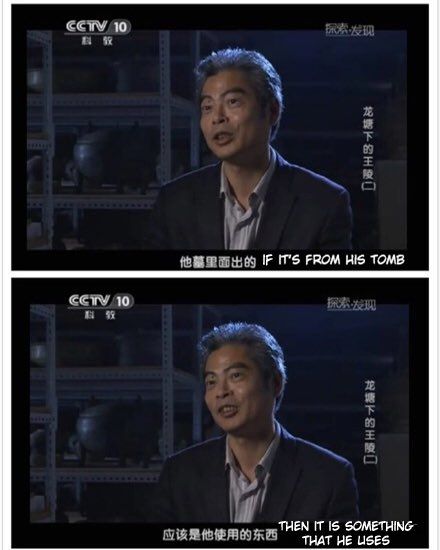 CCTV 10
科教
探索·发现
龙塘下的王陵(二)
他墓里面出的
IF IT'S FROM HIS TOMB
CCTV 10
科教
探索·发现
龙塘下的王陵(二)
应该是他使用的东西
THEN IT IS SOMETHING
THAT HE USES